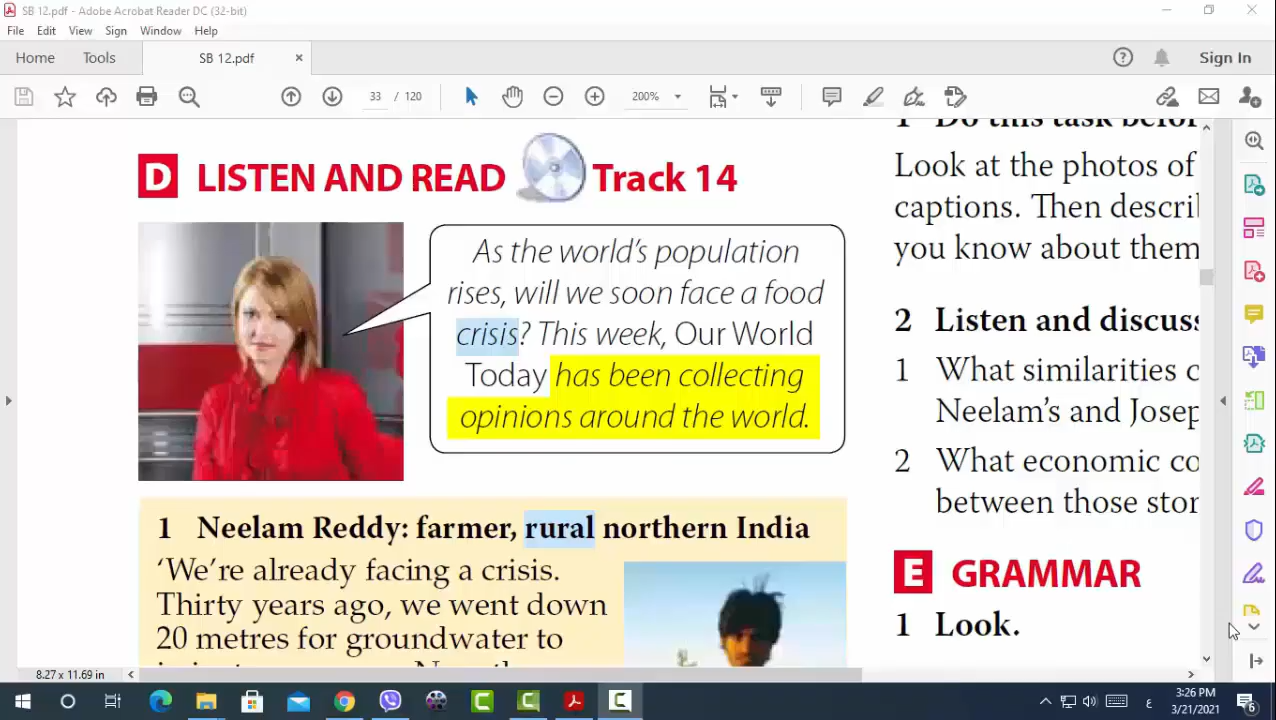 SB 12.pdf - Adobe Acrobat Reader DC (32-bit)
File Edit View Sign Window Help
Home Tools SB 12.pdf × Sign In
33 / 120 200%
D LISTEN AND READ Track 14
As the world's population
rises, will we soon face a food
crisis? This week, Our World
Today has been collecting
opinions around the world.
1 Neelam Reddy: farmer, rural northern India
'We're already facing a crisis.
Thirty years ago, we went down
20 metres for groundwater to
1 Do this task befor
Look at the photos of
captions. Then descri
you know about them
2 Listen and discuss
1 What similarities c
Neelam's and Josep
2 What economic co
between those stor
E GRAMMAR
1 Look.
8.27 x 11.69 in
ع
3:26 PM
3/21/2021
6